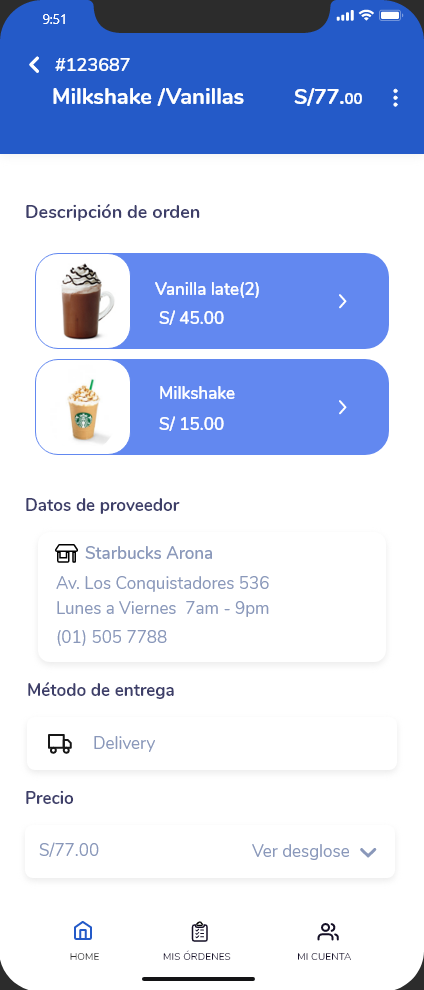 9:51
#123687
Milkshake /Vanillas S/77.00
Descripción de orden
Vanilla late(2)
S/ 45.00
Milkshake
S/ 15.00
Datos de proveedor
Starbucks Arona
Av. Los Conquistadores 536
Lunes a Viernes 7am - 9pm
(01) 505 7788
Método de entrega
Delivery
Precio
S/77.00 Ver desglose
HOME MIS ÓRDENES MI CUENTA